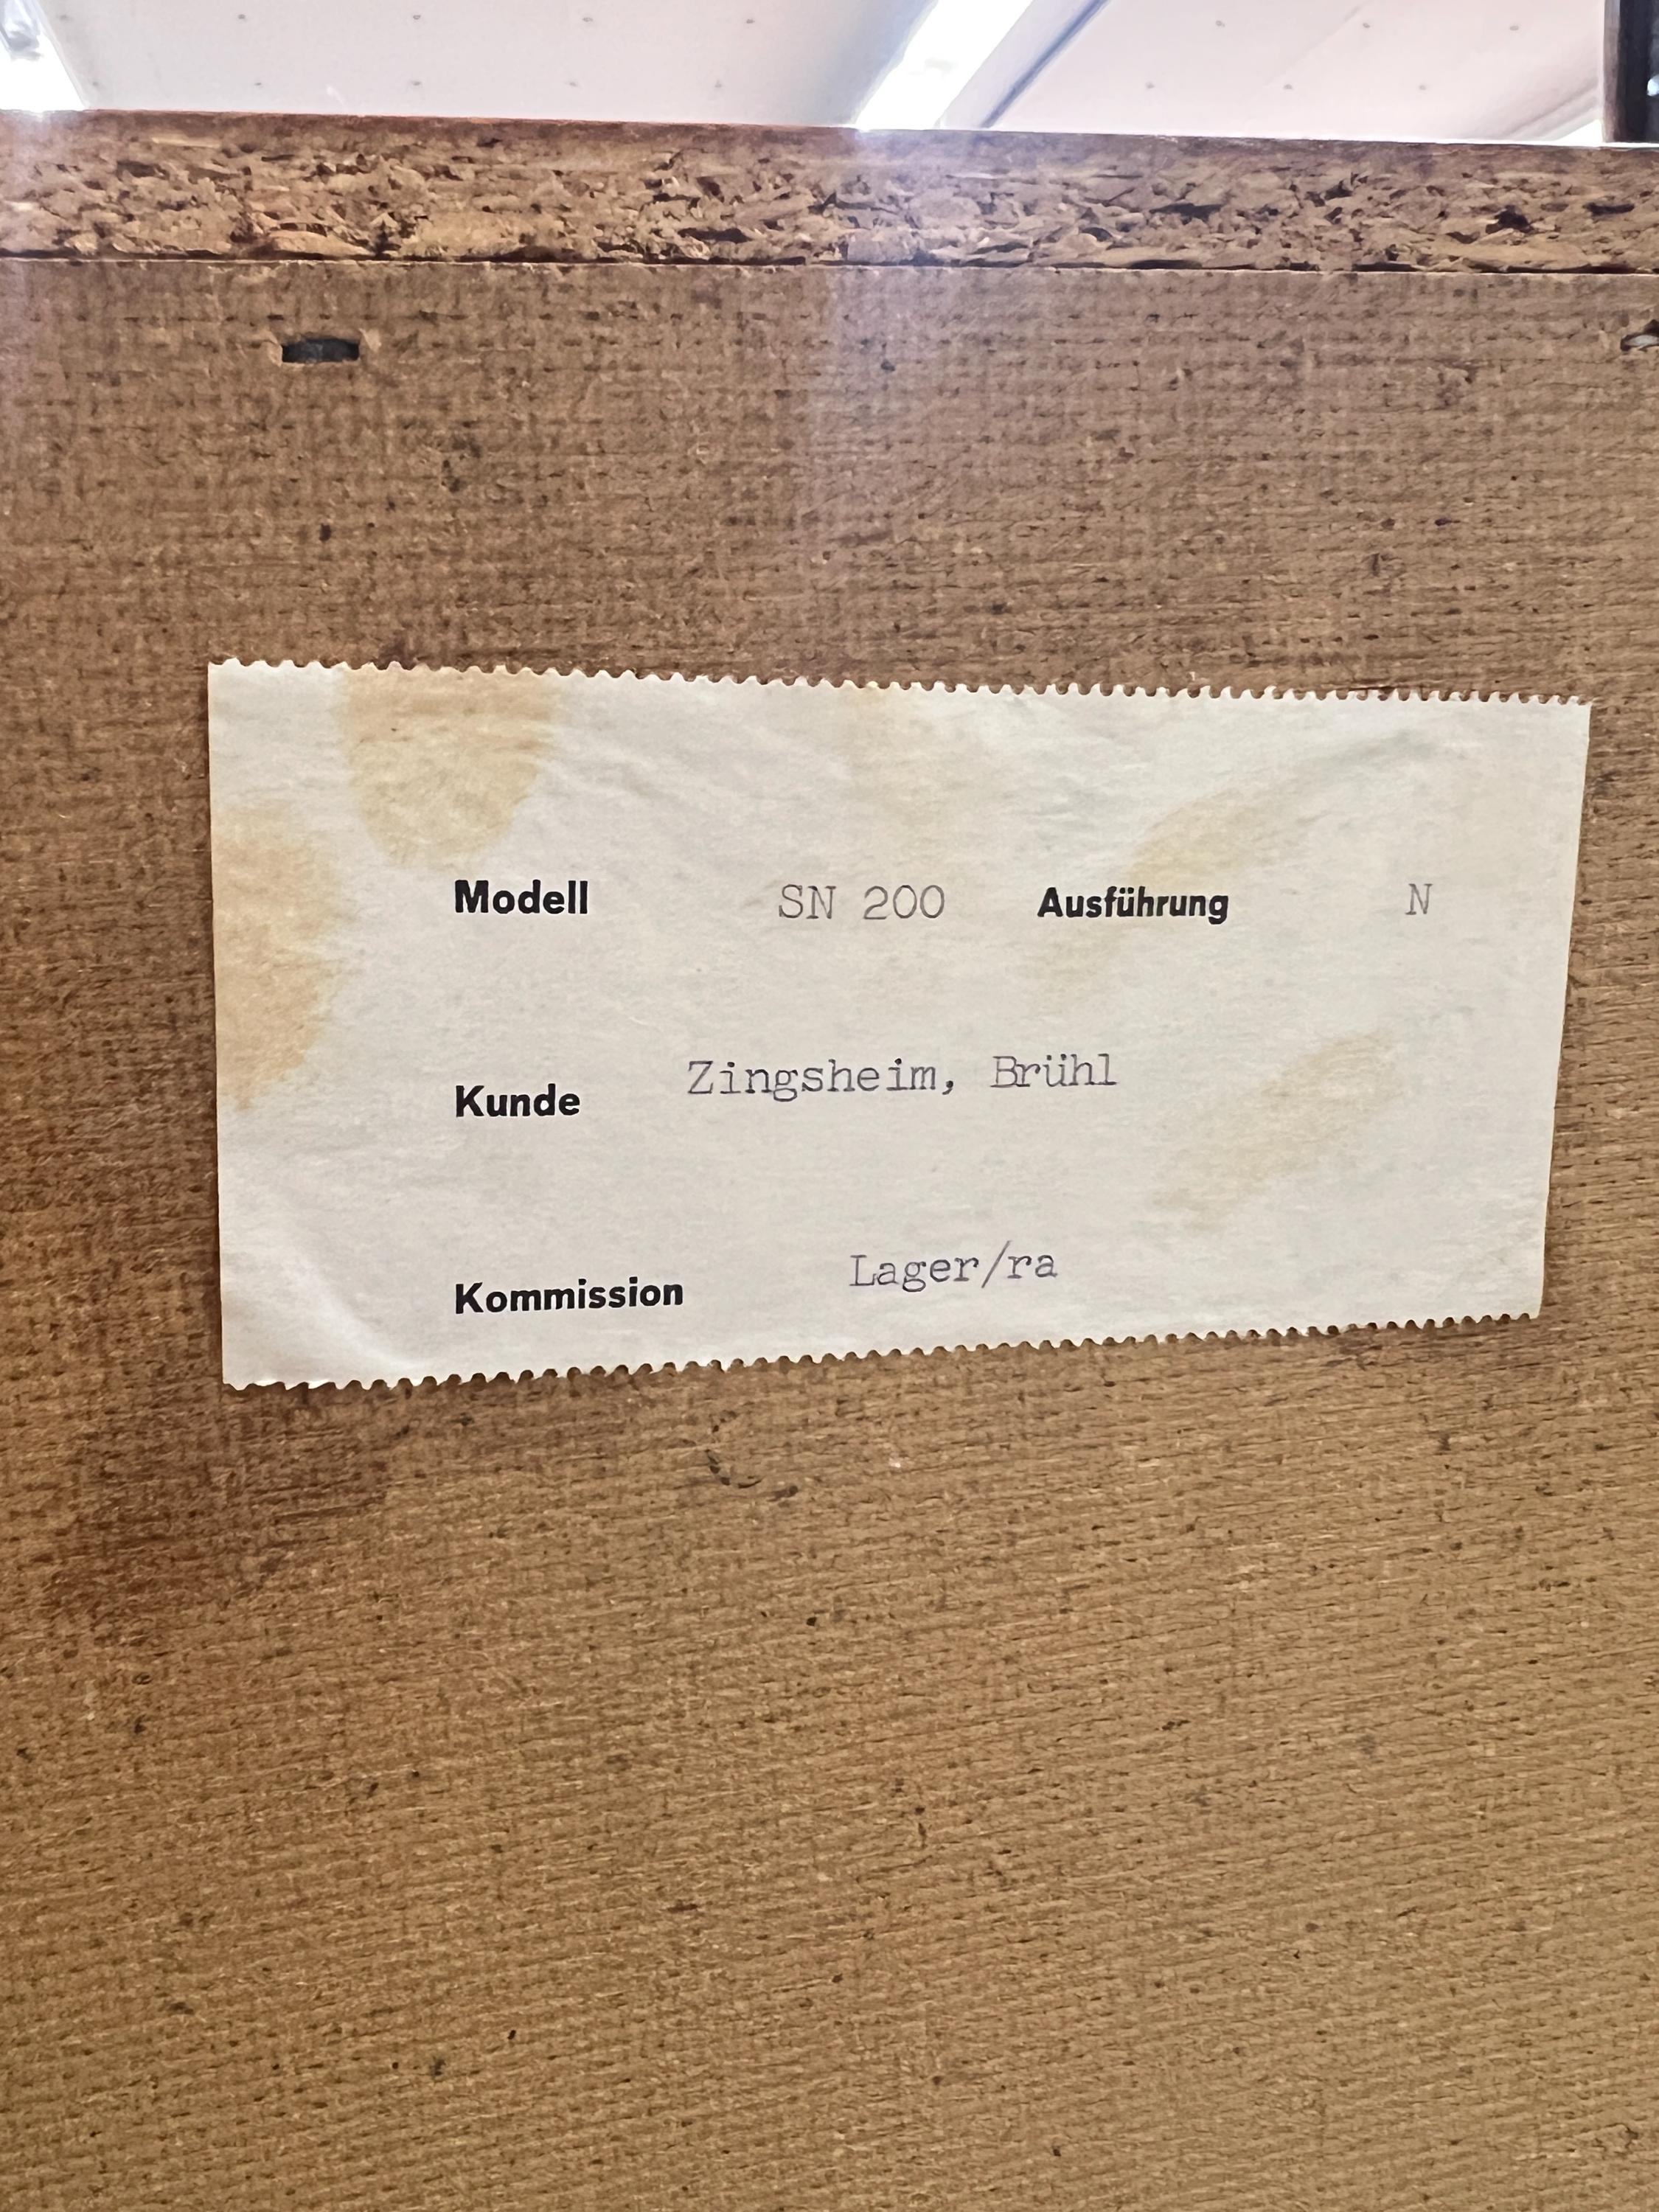 Modell SN 200 Ausführung N
Kunde Zingsheim, Brühl
Kommission Lager/ra